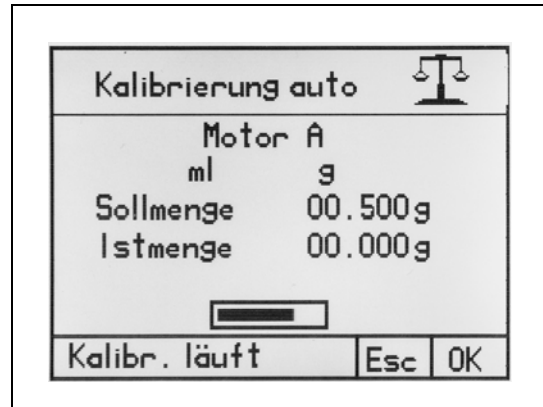 Kalibrierung auto
Motor A
ml g
Sollmenge 00.500g
Istmenge 00.000g
Kalibr. läuft Esc OK